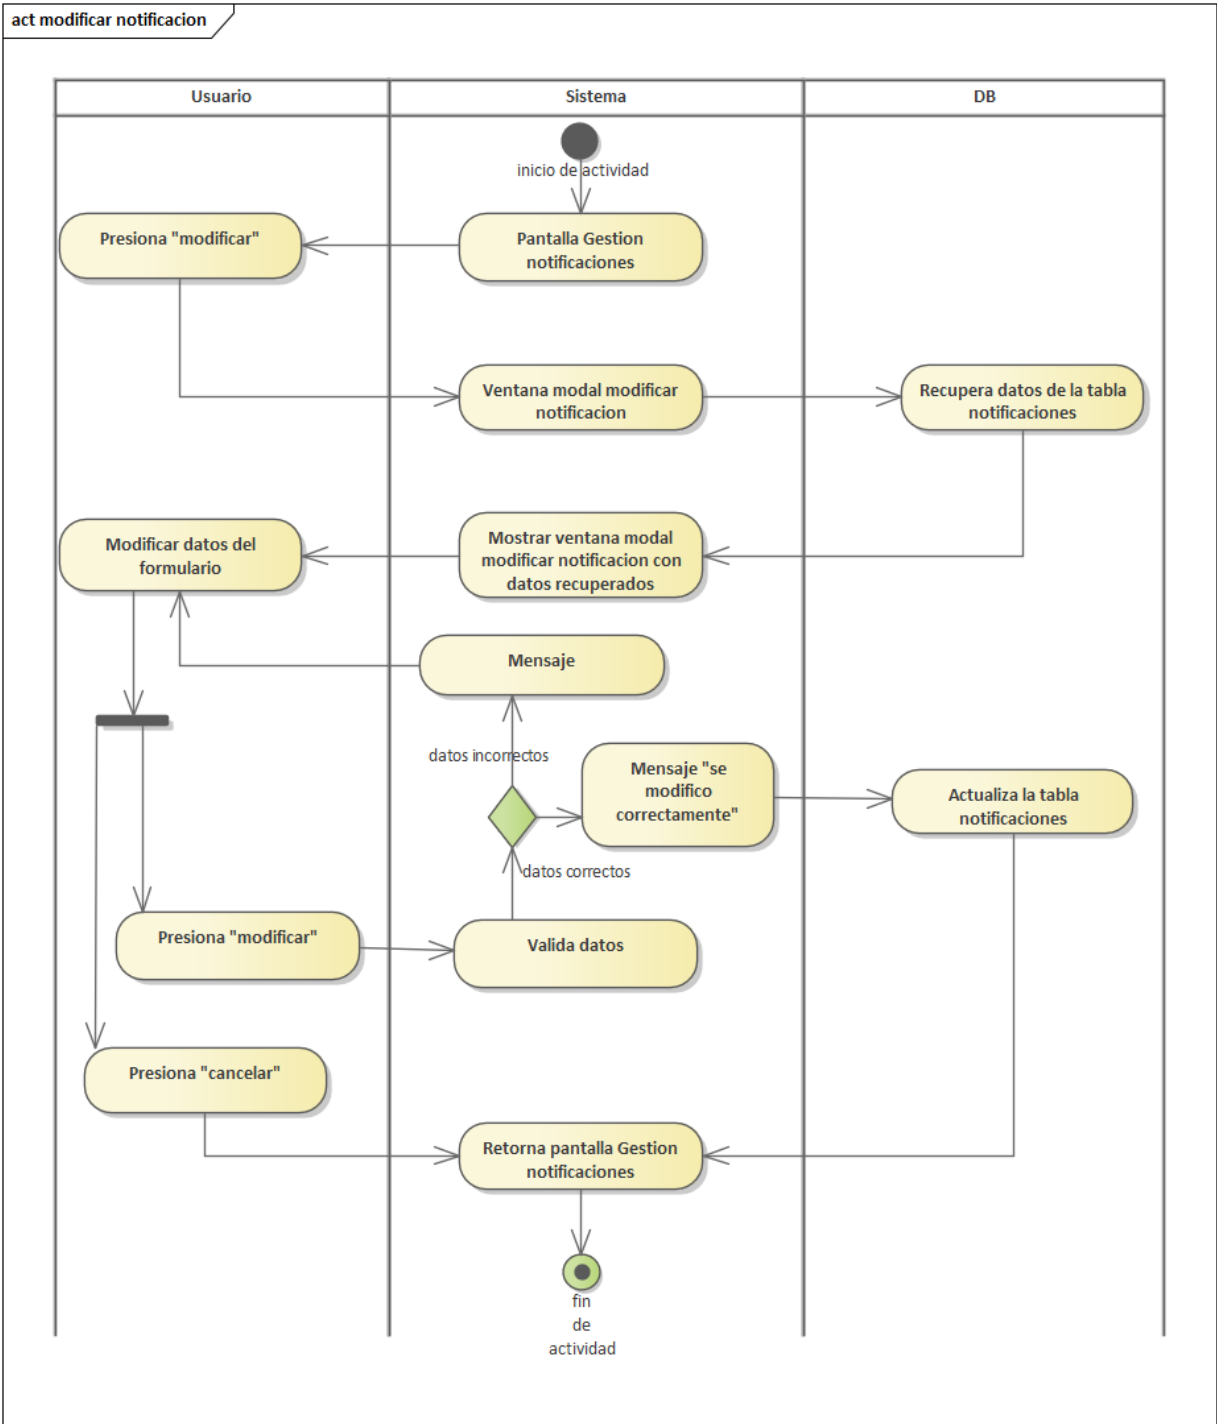 act modificar notificacion
Usuario
Sistema
DB
inicio de actividad
Presiona "modificar"
Pantalla Gestion
notificaciones
Ventana modal modificar
notificacion
Recupera datos de la tabla
notificaciones
Modificar datos del
formulario
Mostrar ventana modal
modificar notificacion con
datos recuperados
Mensaje
datos incorrectos
Mensaje "se
modifico
correctamente"
Actualiza la tabla
notificaciones
datos correctos
Presiona "modificar"
Valida datos
Presiona "cancelar"
Retorna pantalla Gestion
notificaciones
fin
de
actividad